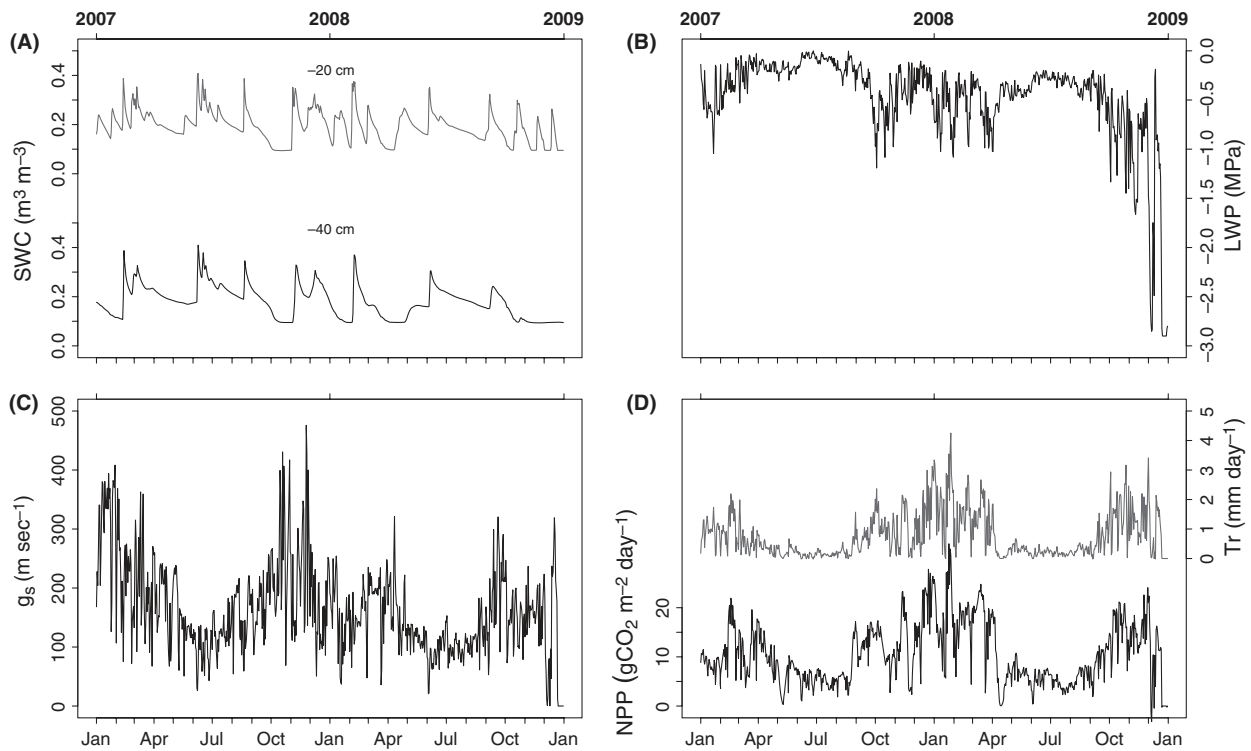 2007 2008 2009
2007 2008 2009
(A)
(B)
−20 cm
−40 cm
SWC (m³ m−³)
0.4
0.2
0.0
0.4
0.2
0.0
0.0
−0.5
−1.0
−1.5
−2.0
−2.5
−3.0
LWP (MPa)
(C)
(D)
gs (m sec−1)
500
400
300
200
100
0
Jan Apr Jul Oct Jan Apr Jul Oct Jan
NPP (gCO2 m−2 day−1)
20
10
0
5
4
3
2
1
0
Tr (mm day−1)
Jan Apr Jul Oct Jan Apr Jul Oct Jan